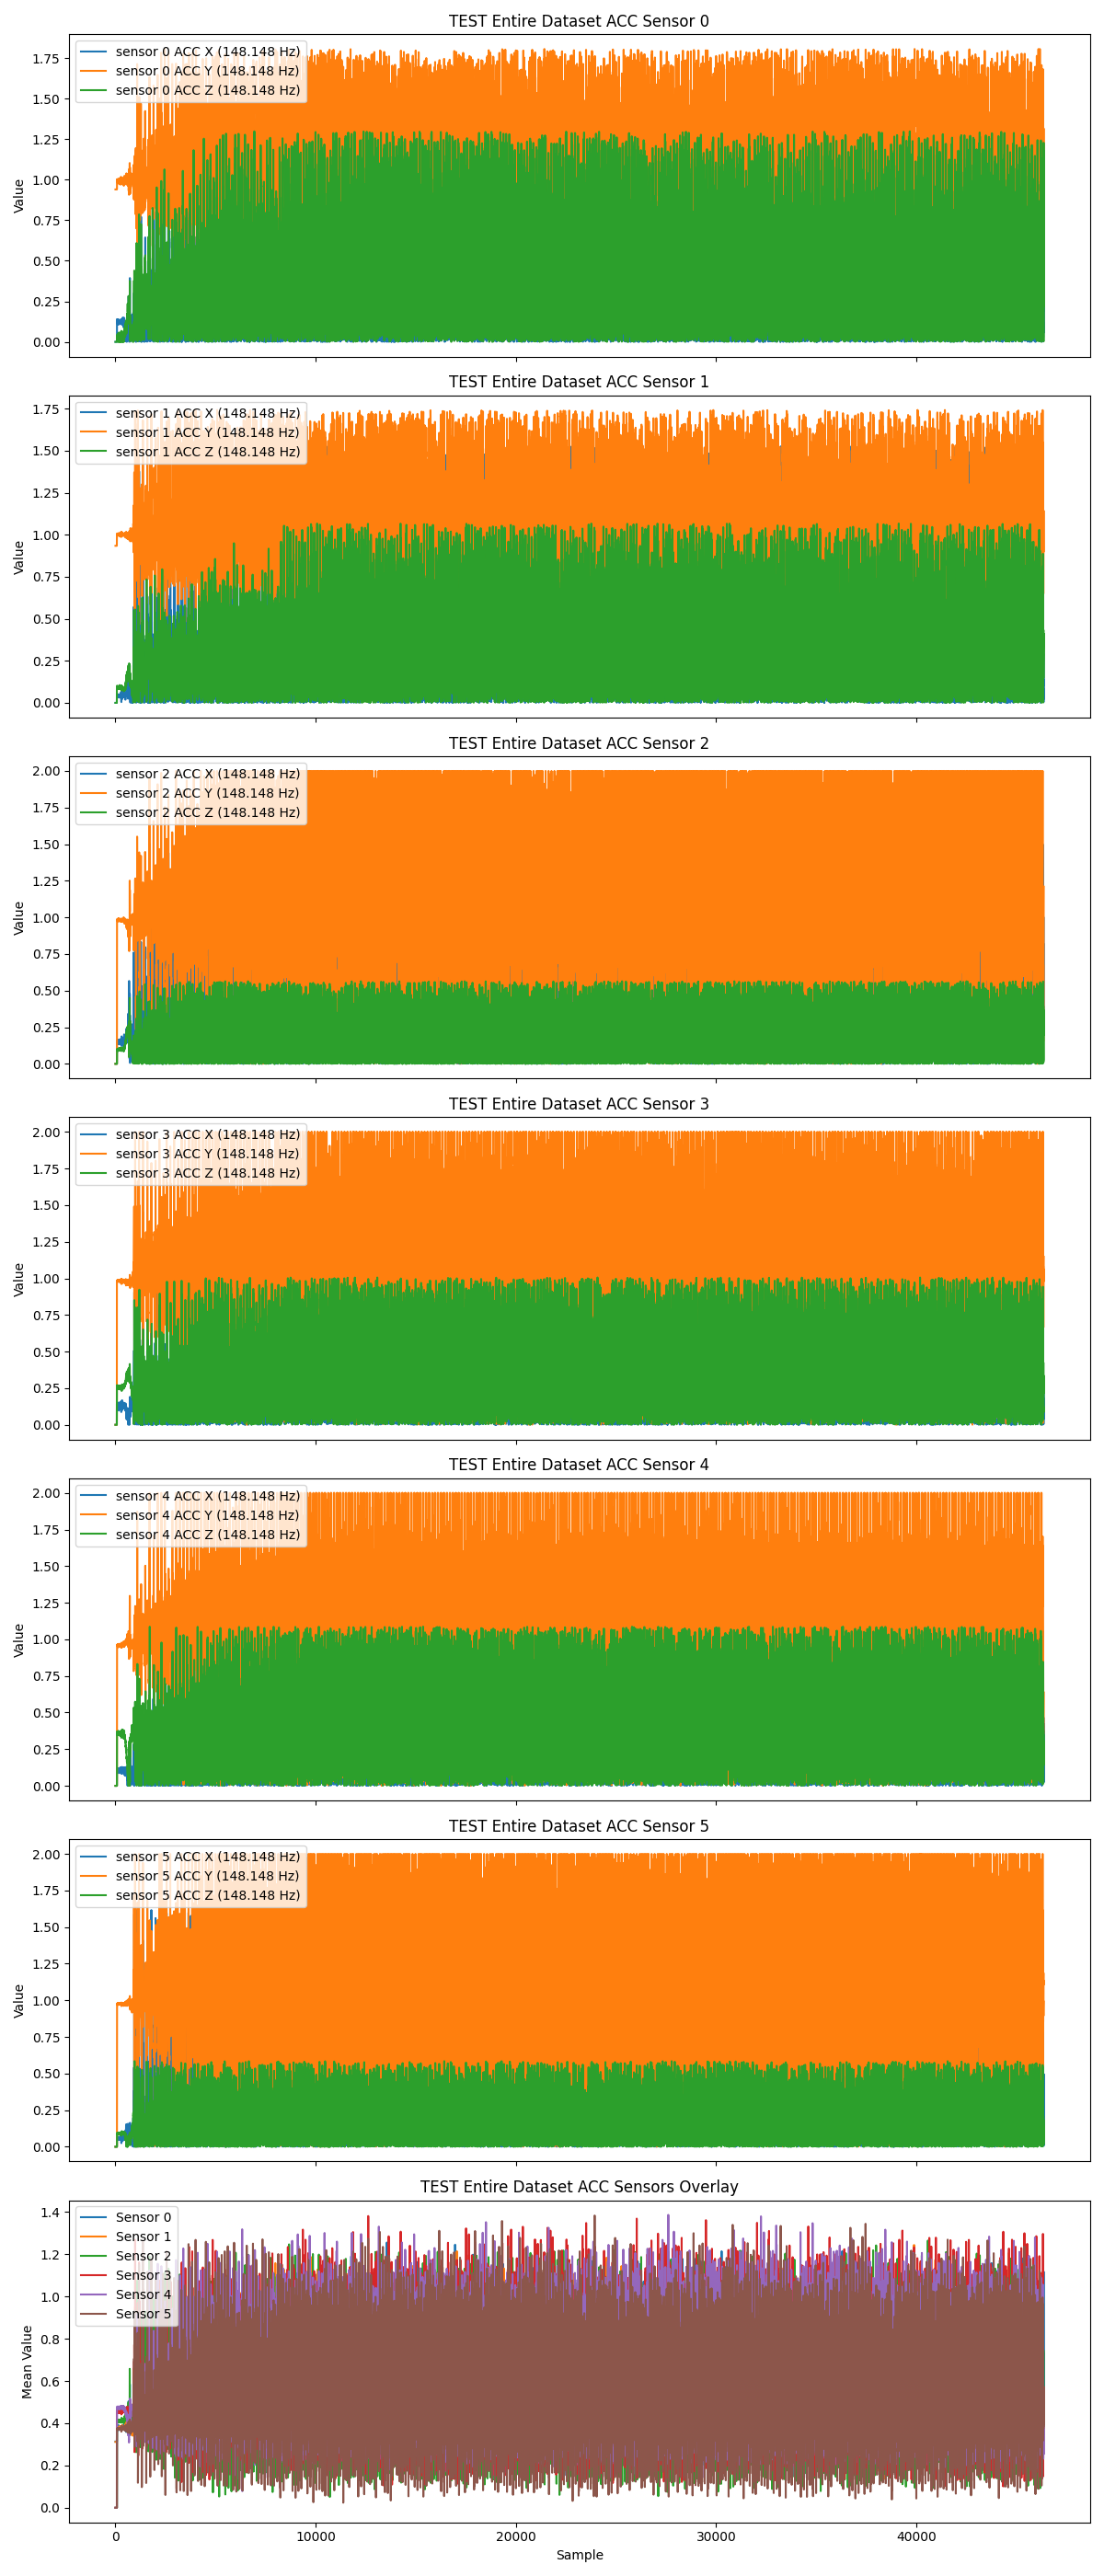 TEST Entire Dataset ACC Sensor 0
sensor 0 ACC X (148.148 Hz)
sensor 0 ACC Y (148.148 Hz)
sensor 0 ACC Z (148.148 Hz)
1.75
1.50
1.25
1.00
0.75
0.50
0.25
0.00
Value
TEST Entire Dataset ACC Sensor 1
sensor 1 ACC X (148.148 Hz)
sensor 1 ACC Y (148.148 Hz)
sensor 1 ACC Z (148.148 Hz)
1.75
1.50
1.25
1.00
0.75
0.50
0.25
0.00
Value
TEST Entire Dataset ACC Sensor 2
sensor 2 ACC X (148.148 Hz)
sensor 2 ACC Y (148.148 Hz)
sensor 2 ACC Z (148.148 Hz)
2.00
1.75
1.50
1.25
1.00
0.75
0.50
0.25
0.00
Value
TEST Entire Dataset ACC Sensor 3
sensor 3 ACC X (148.148 Hz)
sensor 3 ACC Y (148.148 Hz)
sensor 3 ACC Z (148.148 Hz)
2.00
1.75
1.50
1.25
1.00
0.75
0.50
0.25
0.00
Value
TEST Entire Dataset ACC Sensor 4
sensor 4 ACC X (148.148 Hz)
sensor 4 ACC Y (148.148 Hz)
sensor 4 ACC Z (148.148 Hz)
2.00
1.75
1.50
1.25
1.00
0.75
0.50
0.25
0.00
Value
TEST Entire Dataset ACC Sensor 5
sensor 5 ACC X (148.148 Hz)
sensor 5 ACC Y (148.148 Hz)
sensor 5 ACC Z (148.148 Hz)
2.00
1.75
1.50
1.25
1.00
0.75
0.50
0.25
0.00
Value
TEST Entire Dataset ACC Sensors Overlay
Sensor 0
Sensor 1
Sensor 2
Sensor 3
Sensor 4
Sensor 5
1.4
1.2
1.0
0.8
0.6
0.4
0.2
0.0
Mean Value
0 10000 20000 30000 40000
Sample